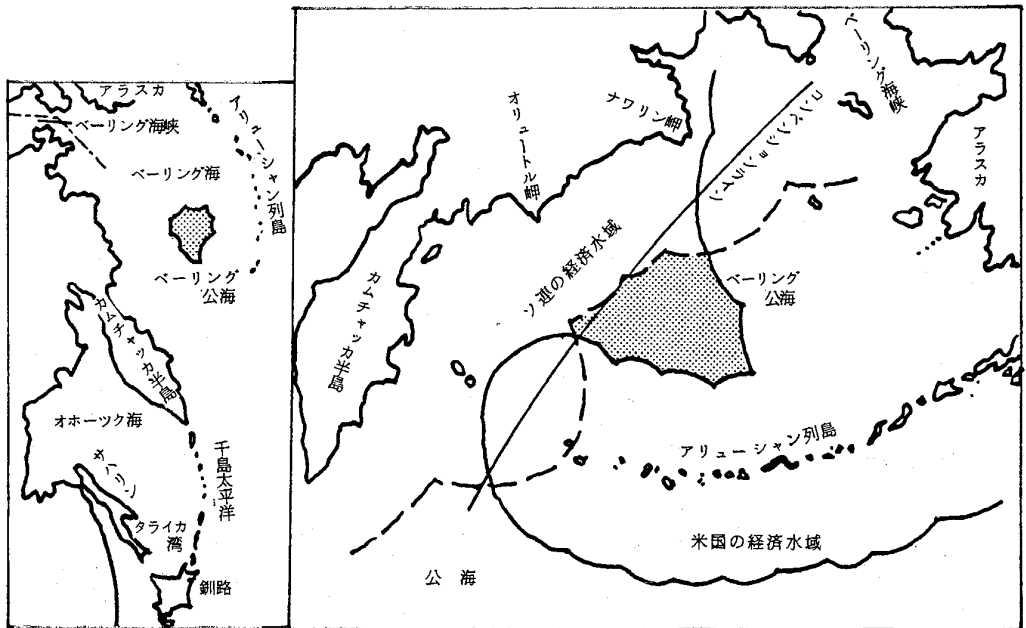 アラスカ
ベーリング海峡
アリューシャン列島
ベーリング海
ベーリング
公海
カムチャッカ半島
オホーツク海
サハリン
千島太平洋
タライカ
湾
釧路
ベーリング海峡
ナワリン岬
オリュートル岬
コンベンションライン
アラスカ
ソ連の経済水域
ベーリング
公海
カムチャッカ半島
アリューシャン列島
米国の経済水域
公海